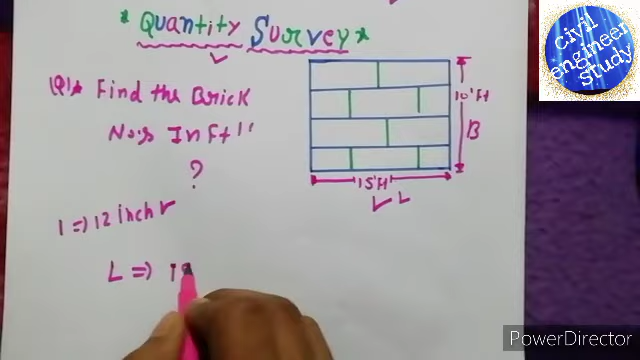 * Quantity Survey *
Q1* Find the Brick
Nos In Ft "
?
1 => 12 inch
L =>
10' Ft
B
15' Ft
L
civil
engineer
study
PowerDirector